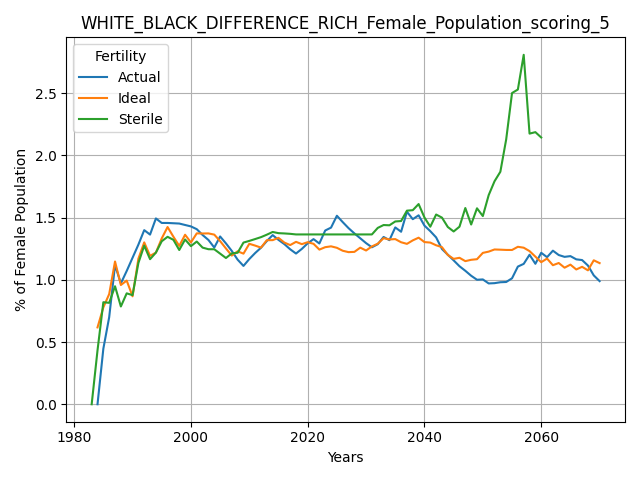 WHITE_BLACK_DIFFERENCE_RICH_Female_Population_scoring_5
Fertility
Actual
Ideal
Sterile
% of Female Population
2.5
2.0
1.5
1.0
0.5
0.0
1980 2000 2020 2040 2060
Years